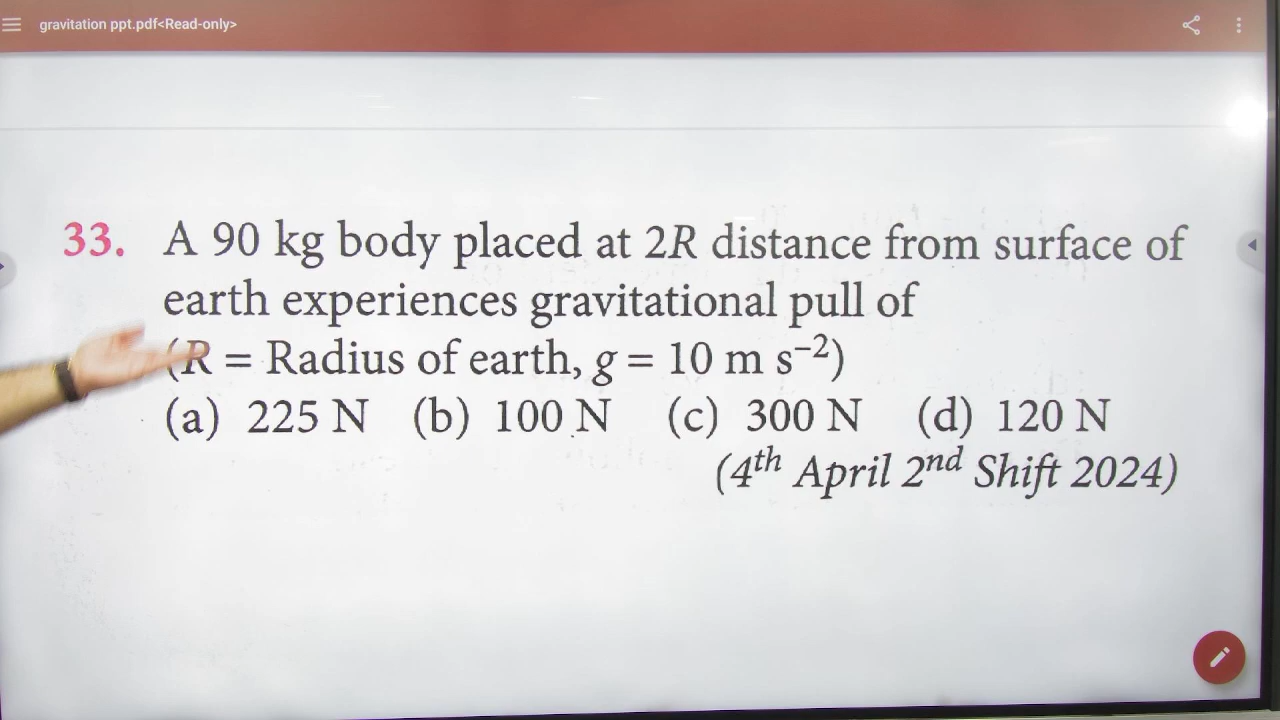 gravitation ppt.pdf<Read-only>
33. A 90 kg body placed at 2R distance from surface of
earth experiences gravitational pull of
(R = Radius of earth, g = 10 m s⁻²)
(a) 225 N (b) 100 N (c) 300 N (d) 120 N
(4th April 2nd Shift 2024)